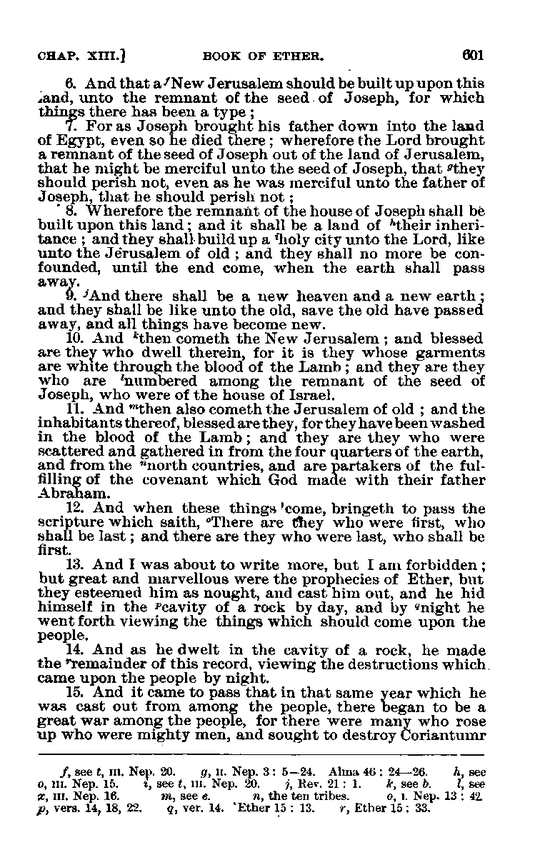 CHAP. XIII.] BOOK OF ETHER. 601
6. And that a ᶠNew Jerusalem should be built up upon this
land, unto the remnant of the seed of Joseph, for which
things there has been a type ;
7. For as Joseph brought his father down into the land
of Egypt, even so he died there ; wherefore the Lord brought
a remnant of the seed of Joseph out of the land of Jerusalem,
that he might be merciful unto the seed of Joseph, that ᵍthey
should perish not, even as he was merciful unto the father of
Joseph, that he should perish not ;
8. Wherefore the remnant of the house of Joseph shall be
built upon this land ; and it shall be a land of ʰtheir inheri-
tance ; and they shall build up a ⁱholy city unto the Lord, like
unto the Jerusalem of old ; and they shall no more be con-
founded, until the end come, when the earth shall pass
away.
9. ʲAnd there shall be a new heaven and a new earth ;
and they shall be like unto the old, save the old have passed
away, and all things have become new.
10. And ᵏthen cometh the New Jerusalem ; and blessed
are they who dwell therein, for it is they whose garments
are white through the blood of the Lamb ; and they are they
who are ˡnumbered among the remnant of the seed of
Joseph, who were of the house of Israel.
11. And ᵐthen also cometh the Jerusalem of old ; and the
inhabitants thereof, blessed are they, for they have been washed
in the blood of the Lamb ; and they are they who were
scattered and gathered in from the four quarters of the earth,
and from the ⁿnorth countries, and are partakers of the ful-
filling of the covenant which God made with their father
Abraham.
12. And when these things come, bringeth to pass the
scripture which saith, ᵒThere are they who were first, who
shall be last ; and there are they who were last, who shall be
first.
13. And I was about to write more, but I am forbidden ;
but great and marvellous were the prophecies of Ether, but
they esteemed him as nought, and cast him out, and he hid
himself in the ᵖcavity of a rock by day, and by ᑫnight he
went forth viewing the things which should come upon the
people.
14. And as he dwelt in the cavity of a rock, he made
the ʳremainder of this record, viewing the destructions which
came upon the people by night.
15. And it came to pass that in that same year which he
was cast out from among the people, there began to be a
great war among the people, for there were many who rose
up who were mighty men, and sought to destroy Coriantumr
f, see t, III. Nep. 20. g, II. Nep. 3 : 5—24. Alma 46 : 24—26. h, see
o, III. Nep. 15. i, see t, III. Nep. 20. j, Rev. 21 : 1. k, see b. l, see
x, III. Nep. 16. m, see e. n, the ten tribes. o, I. Nep. 13 : 42.
p, vers. 14, 18, 22. q, ver. 14. Ether 15 : 13. r, Ether 15 : 33.